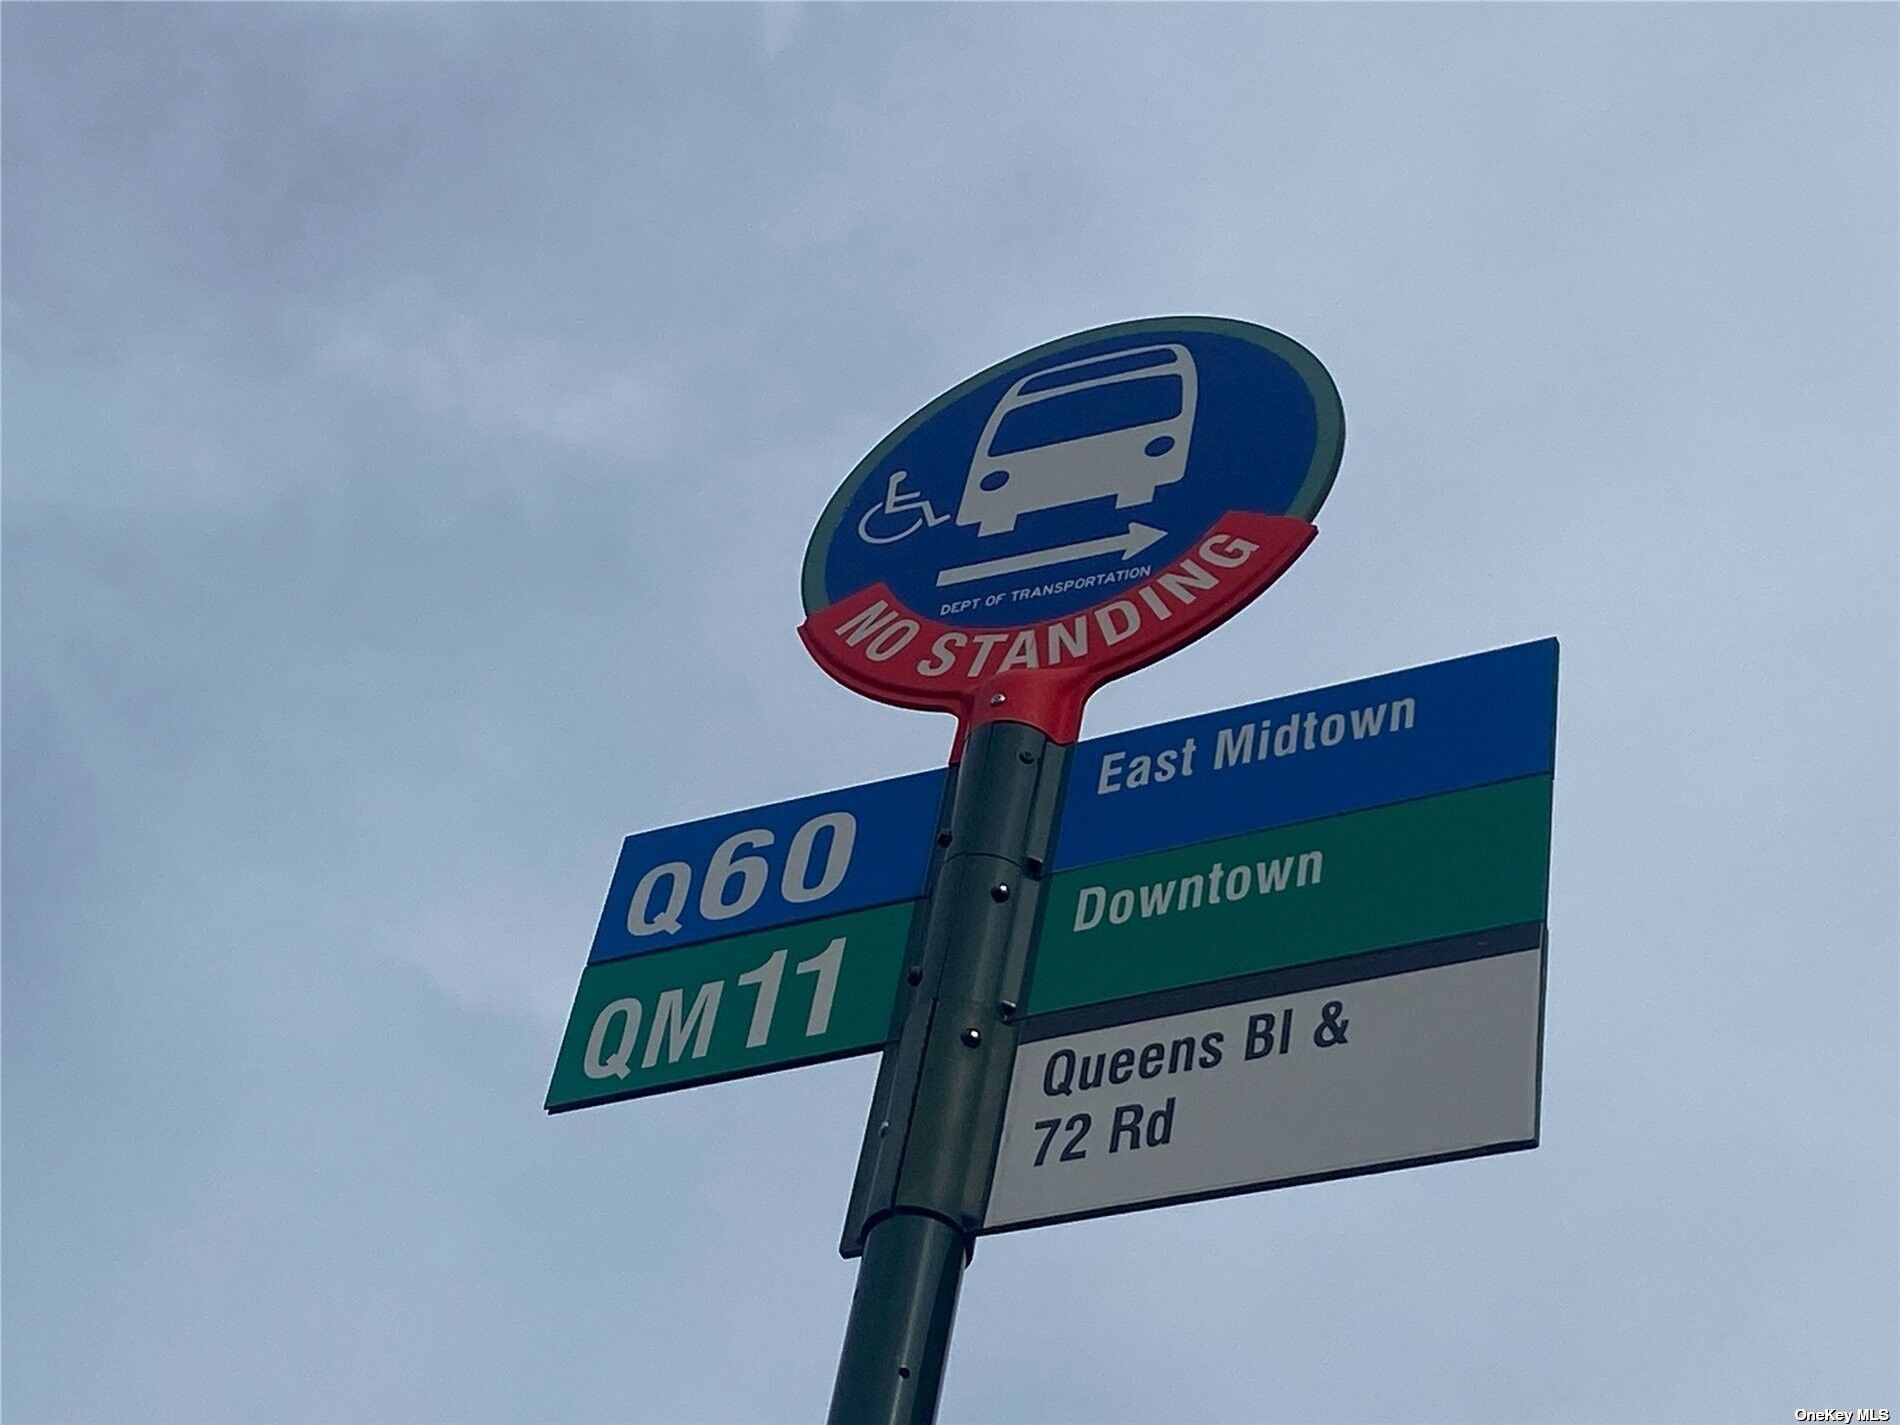 DEPT OF TRANSPORTATION
NO STANDING
Q60 East Midtown
QM11 Downtown
Queens Bl &
72 Rd
OneKey MLS